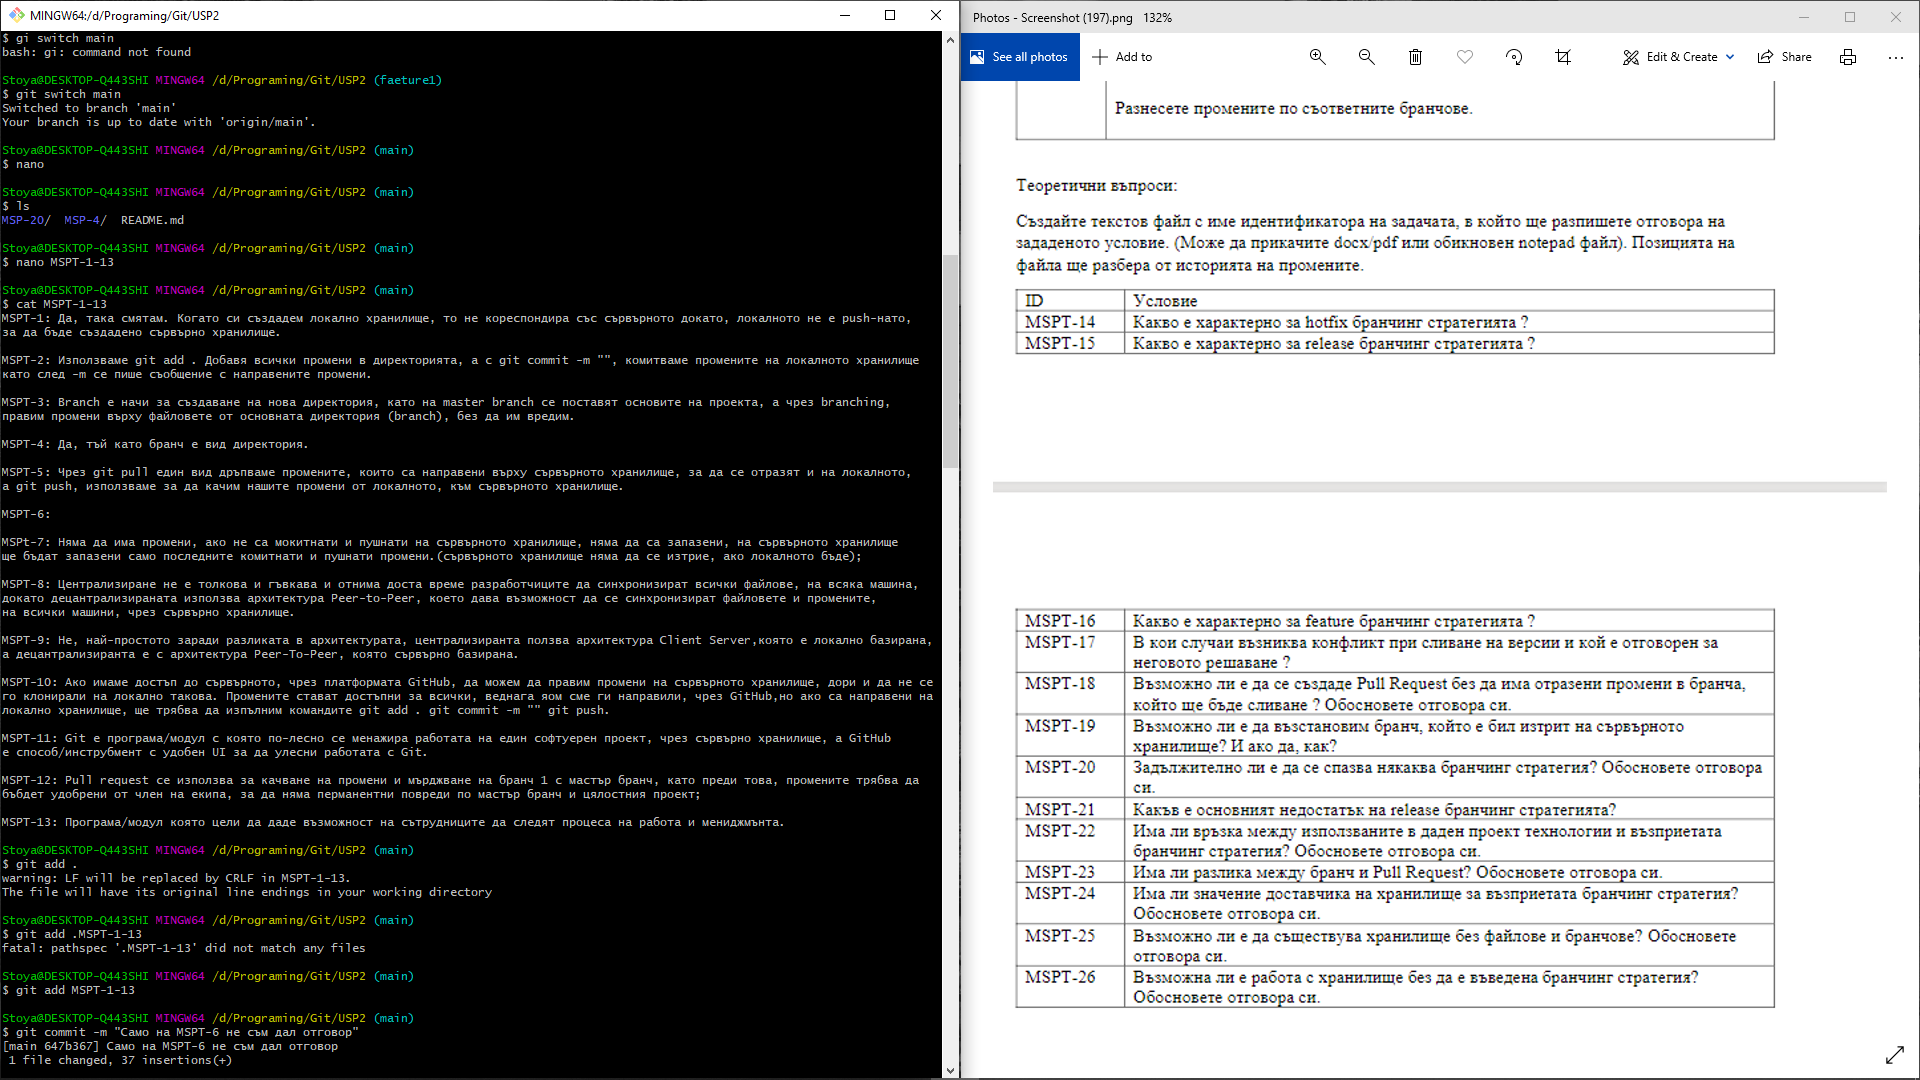 MINGW64:/d/Programing/Git/USP2
$ gi switch main
bash: gi: command not found
Stoya@DESKTOP-Q443SHI MINGW64 /d/Programing/Git/USP2 (faeture1)
$ git switch main
Switched to branch 'main'
Your branch is up to date with 'origin/main'.
Stoya@DESKTOP-Q443SHI MINGW64 /d/Programing/Git/USP2 (main)
$ nano
Stoya@DESKTOP-Q443SHI MINGW64 /d/Programing/Git/USP2 (main)
$ ls
MSP-20/  MSP-4/  README.md
Stoya@DESKTOP-Q443SHI MINGW64 /d/Programing/Git/USP2 (main)
$ nano MSPT-1-13
Stoya@DESKTOP-Q443SHI MINGW64 /d/Programing/Git/USP2 (main)
$ cat MSPT-1-13
MSPT-1: Да, така смятам. Когато си създадем локално хранилище, то не кореспондира със сървърното докато, локалното не е push-нато,
за да бъде създадено сървърно хранилище.
MSPT-2: Използваме git add . Добавя всички промени в директорията, а с git commit -m "", комитваме промените на локалното хранилище
като след -m се пише съобщение с направените промени.
MSPT-3: Branch е начи за създаване на нова директория, като на master branch се поставят основите на проекта, а чрез branching,
правим промени върху файловете от основната директория (branch), без да им вредим.
MSPT-4: Да, тъй като бранч е вид директория.
MSPT-5: Чрез git pull един вид дръпваме промените, които са направени върху сървърното хранилище, за да се отразят и на локалното,
а git push, използваме за да качим нашите промени от локалното, към сървърното хранилище.
MSPT-6:
MSPt-7: Няма да има промени, ако не са мокитнати и пушнати на сървърното хранилище, няма да са запазени, на сървърното хранилище
ще бъдат запазени само последните комитнати и пушнати промени.(сървърното хранилище няма да се изтрие, ако локалното бъде);
MSPT-8: Централизиране не е толкова и гъвкава и отнима доста време разработчиците да синхронизират всички файлове, на всяка машина,
докато децантрализираната използва архитектура Peer-to-Peer, което дава възможност да се синхронизират файловете и промените,
на всички машини, чрез сървърно хранилище.
MSPT-9: Не, най-простото заради разликата в архитектурата, централизиранта ползва архитектура Client Server,която е локално базирана,
а децантрализиранта е с архитектура Peer-To-Peer, която сървърно базирана.
MSPT-10: Ако имаме достъп до сървърното, чрез платформата GitHub, да можем да правим промени на сървърното хранилище, дори и да не се
го клонирали на локално такова. Промените стават достъпни за всички, веднага яом сме ги направили, чрез GitHub,но ако са направени на
локално хранилище, ще трябва да изпълним командите git add . git commit -m "" git push.
MSPT-11: Git е програма/модул с която по-лесно се менажира работата на един софтуерен проект, чрез сървърно хранилище, а GitHub
е способ/инструбмент с удобен UI за да улесни работата с Git.
MSPT-12: Pull request се използва за качване на промени и мърджване на бранч 1 с мастър бранч, като преди това, промените трябва да
бъбдет удобрени от член на екипа, за да няма перманентни повреди по мастър бранч и цялостния проект;
MSPT-13: Програма/модул която цели да даде възможност на сътрудниците да следят процеса на работа и мениджмънта.
Stoya@DESKTOP-Q443SHI MINGW64 /d/Programing/Git/USP2 (main)
$ git add .
warning: LF will be replaced by CRLF in MSPT-1-13.
The file will have its original line endings in your working directory
Stoya@DESKTOP-Q443SHI MINGW64 /d/Programing/Git/USP2 (main)
$ git add .MSPT-1-13
fatal: pathspec '.MSPT-1-13' did not match any files
Stoya@DESKTOP-Q443SHI MINGW64 /d/Programing/Git/USP2 (main)
$ git add MSPT-1-13
Stoya@DESKTOP-Q443SHI MINGW64 /d/Programing/Git/USP2 (main)
$ git commit -m "Само на MSPT-6 не съм дал отговор"
[main 647b367] Само на MSPT-6 не съм дал отговор
1 file changed, 37 insertions(+)
Photos - Screenshot (197).png   132%
See all photos
Add to
Edit & Create
Share
Разнесете промените по съответните бранчове.
Теоретични въпроси:
Създайте текстов файл с име идентификатора на задачата, в който ще разпишете отговора на
зададеното условие. (Може да прикачите docx/pdf или обикновен notepad файл). Позицията на
файла ще разбера от историята на промените.
ID Условие
MSPT-14 Какво е характерно за hotfix бранчинг стратегията ?
MSPT-15 Какво е характерно за release бранчинг стратегията ?
MSPT-16 Какво е характерно за feature бранчинг стратегията ?
MSPT-17 В кои случаи възниква конфликт при сливане на версии и кой е отговорен за
неговото решаване ?
MSPT-18 Възможно ли е да се създаде Pull Request без да има отразени промени в бранча,
който ще бъде сливане ? Обосновете отговора си.
MSPT-19 Възможно ли е да възстановим бранч, който е бил изтрит на сървърното
хранилище? И ако да, как?
MSPT-20 Задължително ли е да се спазва някаква бранчинг стратегия? Обосновете отговора
си.
MSPT-21 Какъв е основният недостатък на release бранчинг стратегията?
MSPT-22 Има ли връзка между използваните в даден проект технологии и възприетата
бранчинг стратегия? Обосновете отговора си.
MSPT-23 Има ли разлика между бранч и Pull Request? Обосновете отговора си.
MSPT-24 Има ли значение доставчика на хранилище за възприетата бранчинг стратегия?
Обосновете отговора си.
MSPT-25 Възможно ли е да съществува хранилище без файлове и бранчове? Обосновете
отговора си.
MSPT-26 Възможна ли е работа с хранилище без да е въведена бранчинг стратегия?
Обосновете отговора си.